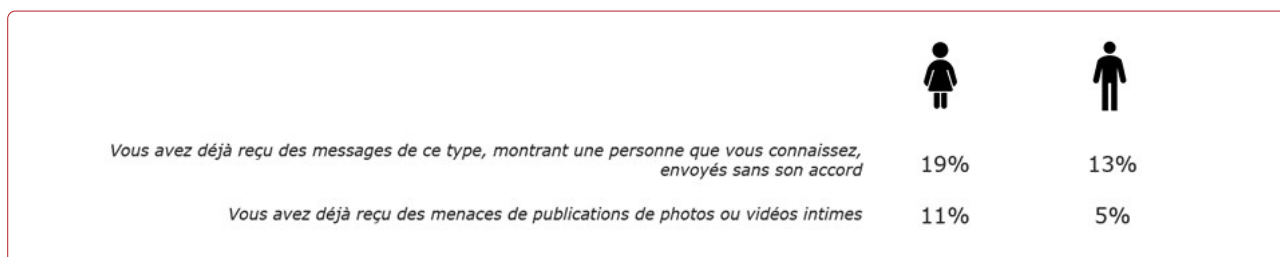 Vous avez déjà reçu des messages de ce type, montrant une personne que vous connaissez,
envoyés sans son accord
19% 13%
Vous avez déjà reçu des menaces de publications de photos ou vidéos intimes 11% 5%